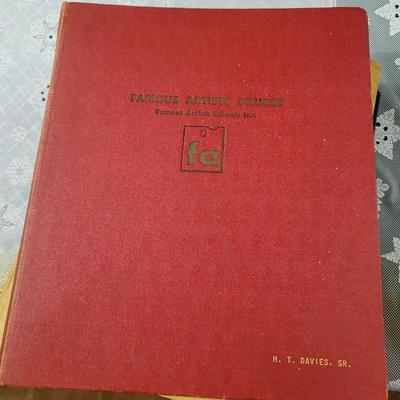 FAMOUS ARTISTS COURSE
Famous Artists Schools Inc.
fa
H. T. DAVIES, SR.